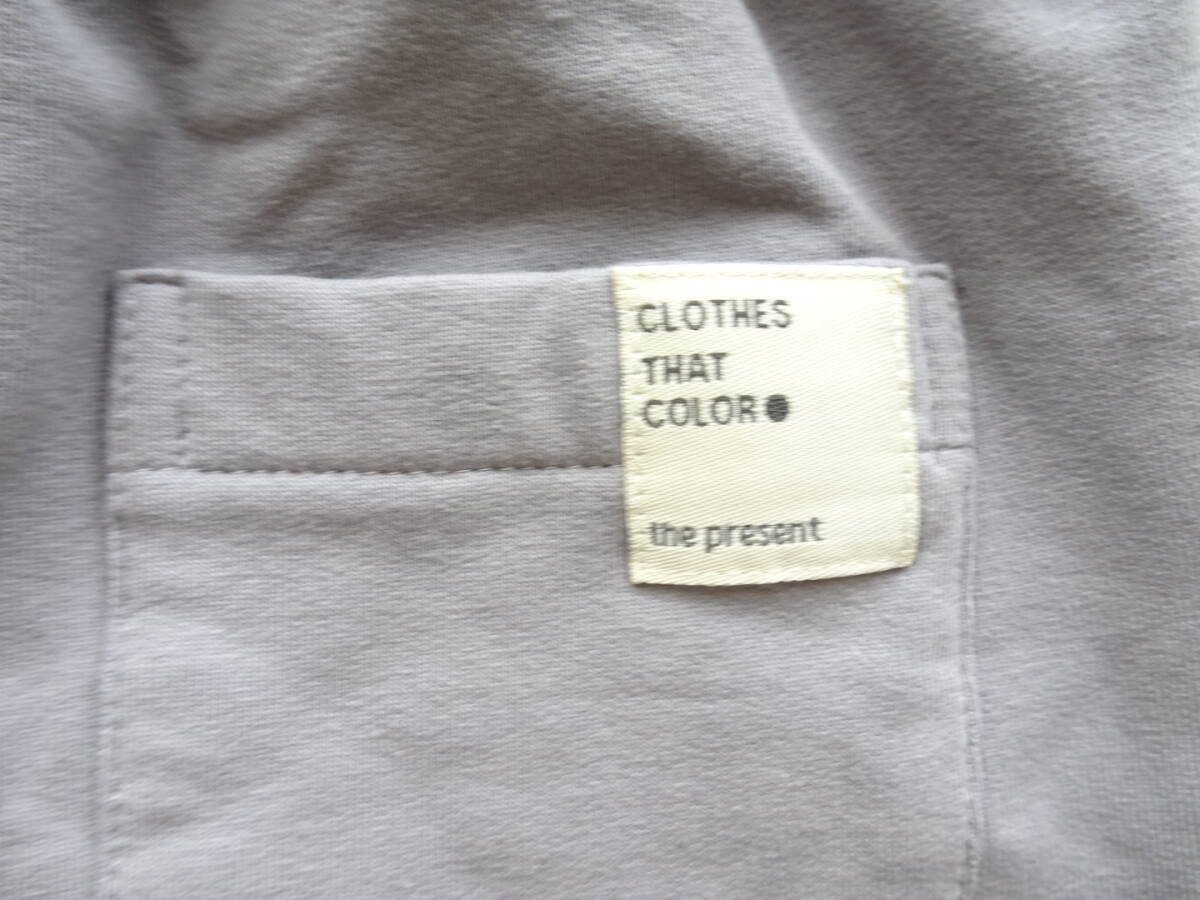 CLOTHES
THAT
COLOR●
the present